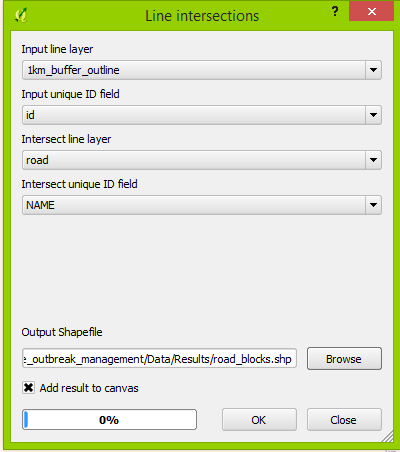 Line intersections
?
Input line layer
1km_buffer_outline
Input unique ID field
id
Intersect line layer
road
Intersect unique ID field
NAME
Output Shapefile
e_outbreak_management/Data/Results/road_blocks.shp Browse
Add result to canvas
0% OK Close